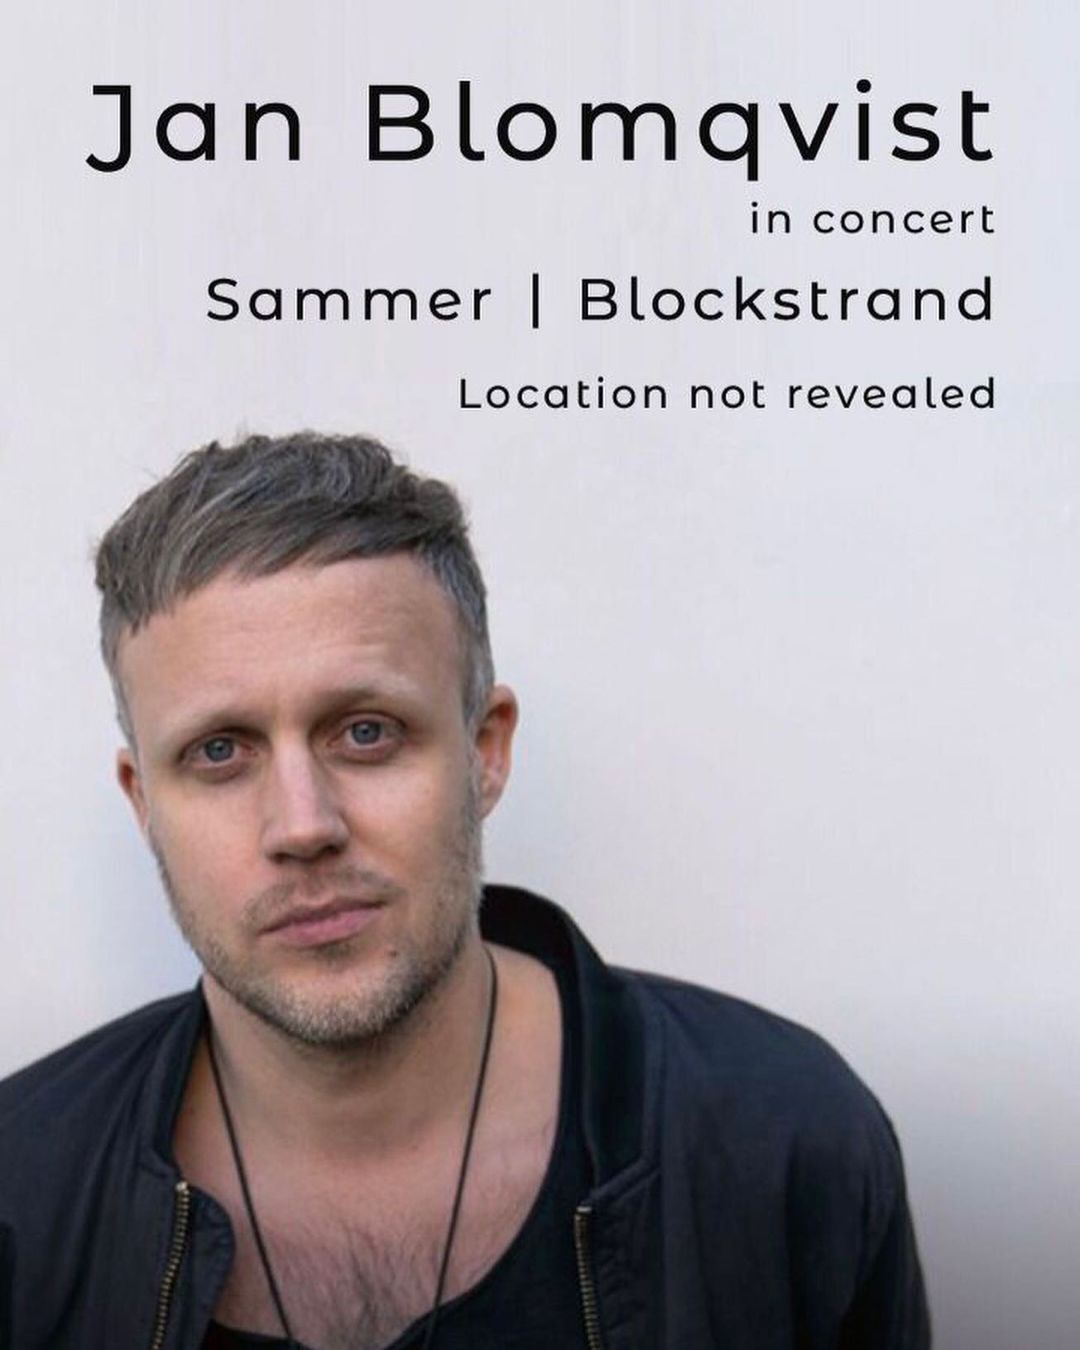 Jan Blomqvist
in concert
Sammer | Blockstrand
Location not revealed